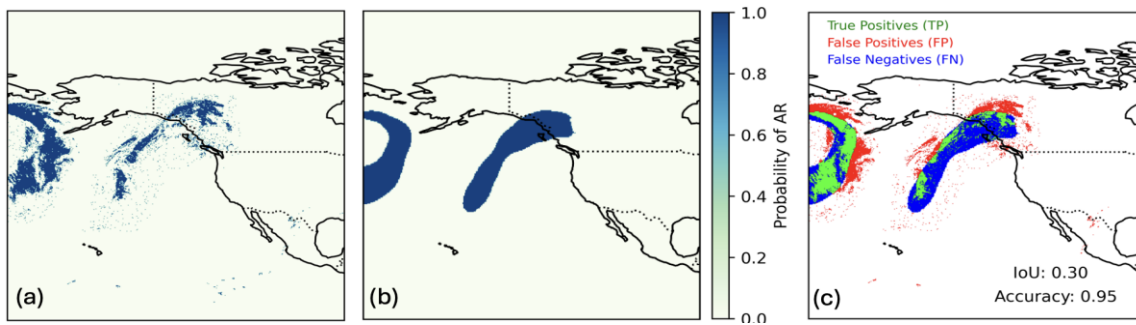 (a)
(b)
1.0
0.8
0.6
0.4
0.2
0.0
Probability of AR
True Positives (TP)
False Positives (FP)
False Negatives (FN)
IoU: 0.30
Accuracy: 0.95
(c)